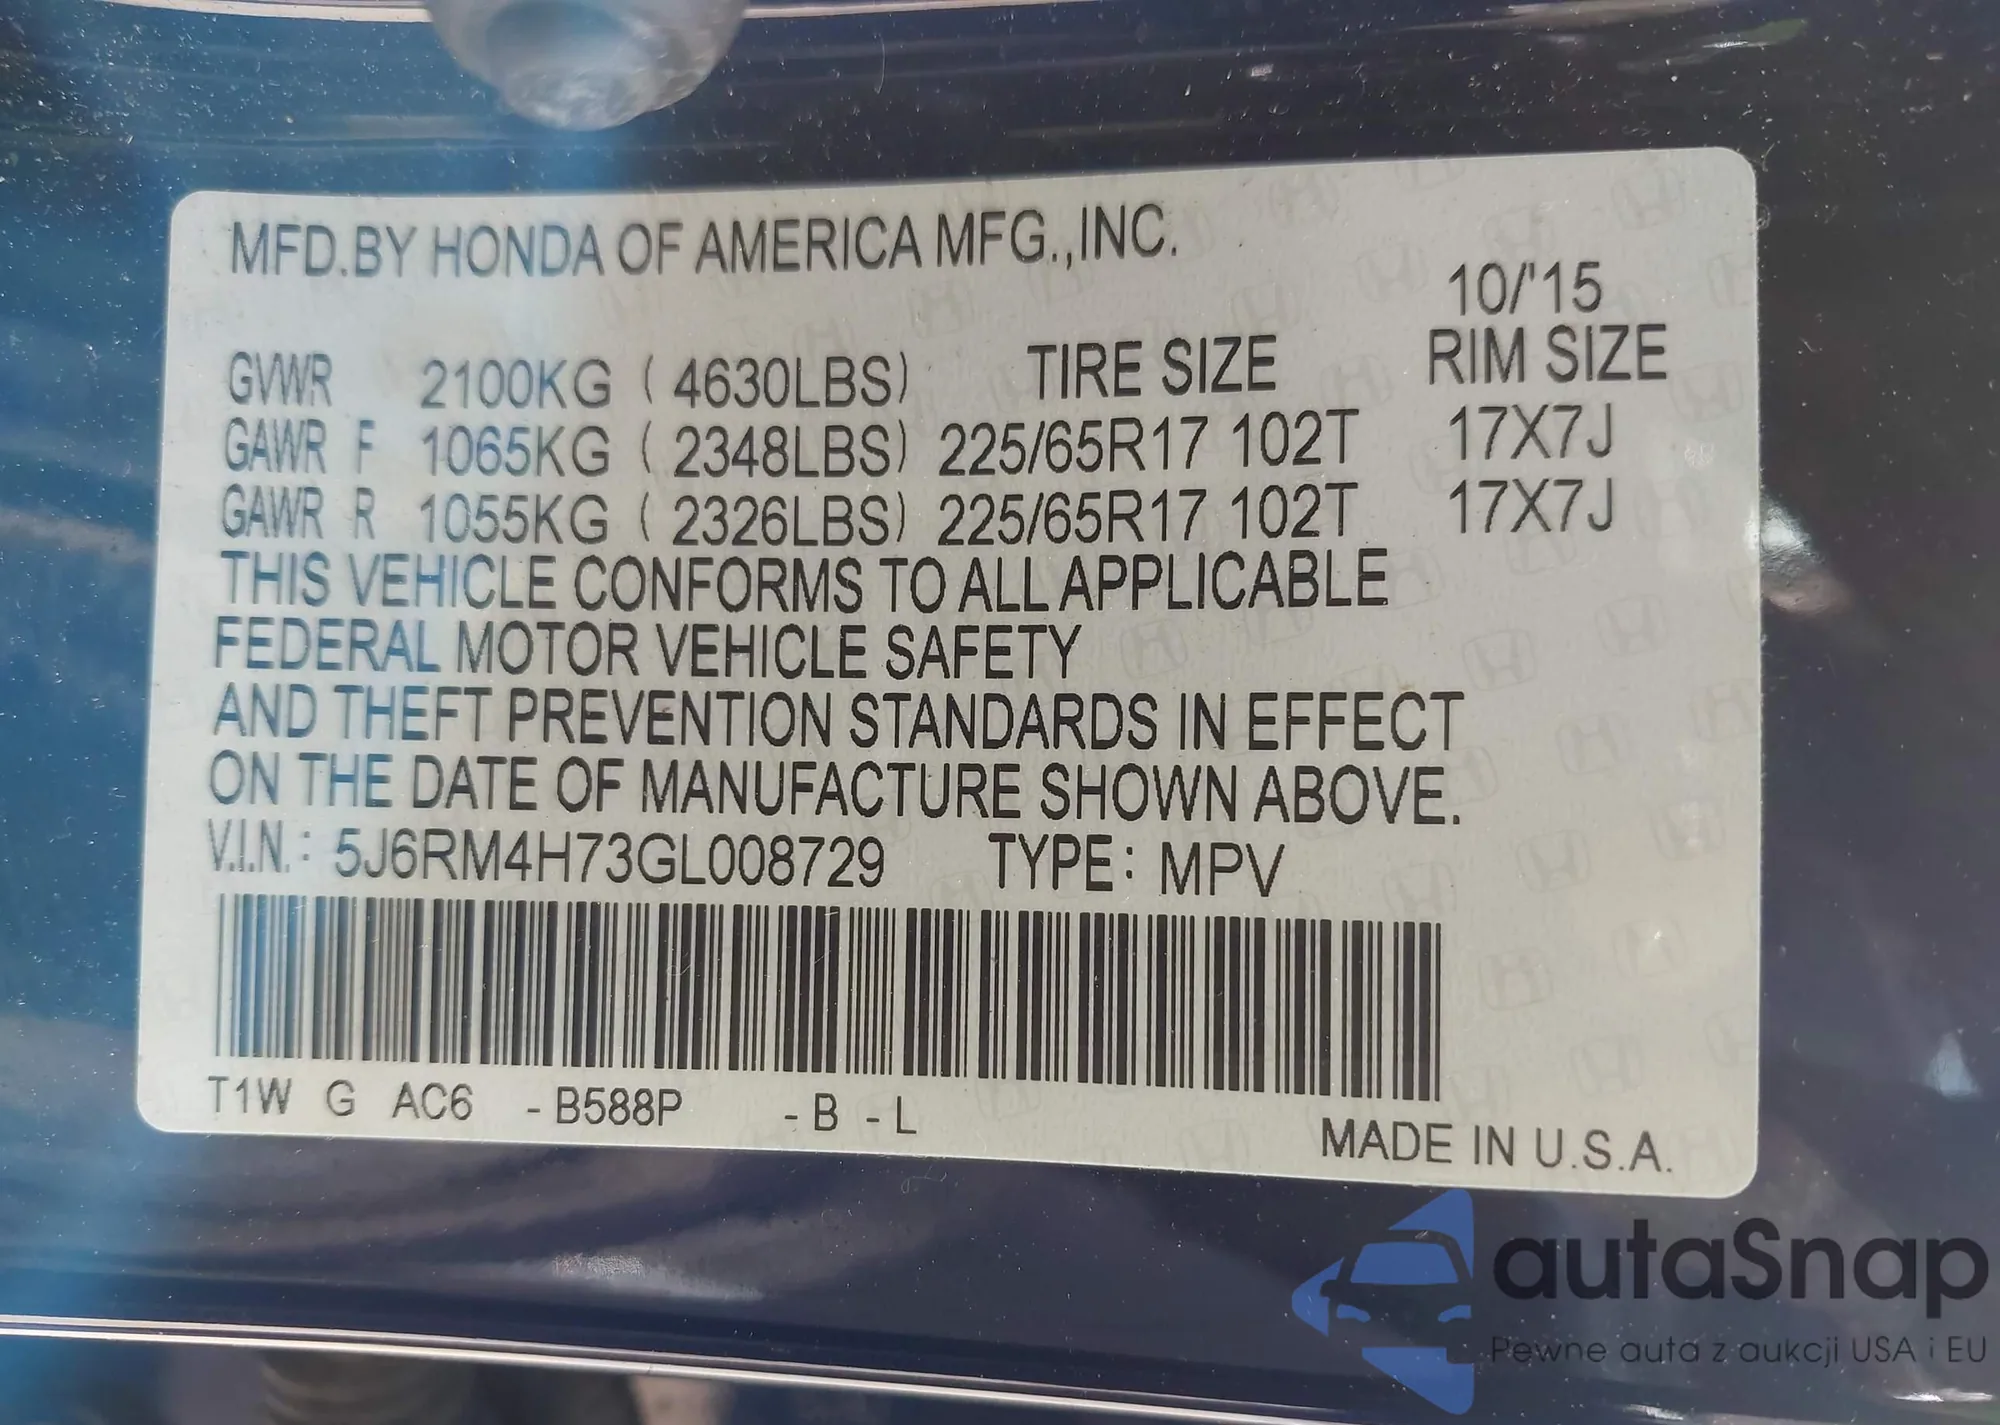 MFD.BY HONDA OF AMERICA MFG.,INC.
10/'15
GVWR 2100KG ( 4630LBS) TIRE SIZE RIM SIZE
GAWR F 1065KG ( 2348LBS) 225/65R17 102T 17X7J
GAWR R 1055KG ( 2326LBS) 225/65R17 102T 17X7J
THIS VEHICLE CONFORMS TO ALL APPLICABLE
FEDERAL MOTOR VEHICLE SAFETY
AND THEFT PREVENTION STANDARDS IN EFFECT
ON THE DATE OF MANUFACTURE SHOWN ABOVE.
V.I.N.: 5J6RM4H73GL008729 TYPE: MPV
T1W G AC6 -B588P -B -L
MADE IN U.S.A.
autaSnap
Pewne auta z aukcji USA i EU